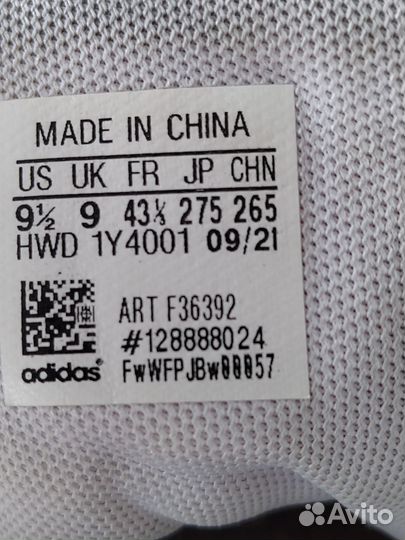 MADE IN CHINA
US UK FR JP CHN
9½ 9 43⅓ 275 265
HWD 1Y4001 09/21
ART F36392
#128888024
adidas® FwWFPJBw00057
Avito